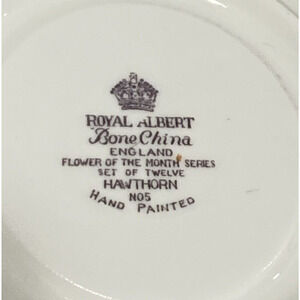 ROYAL ALBERT
Bone China
ENGLAND
FLOWER OF THE MONTH SERIES
SET OF TWELVE
HAWTHORN
NO5
HAND PAINTED